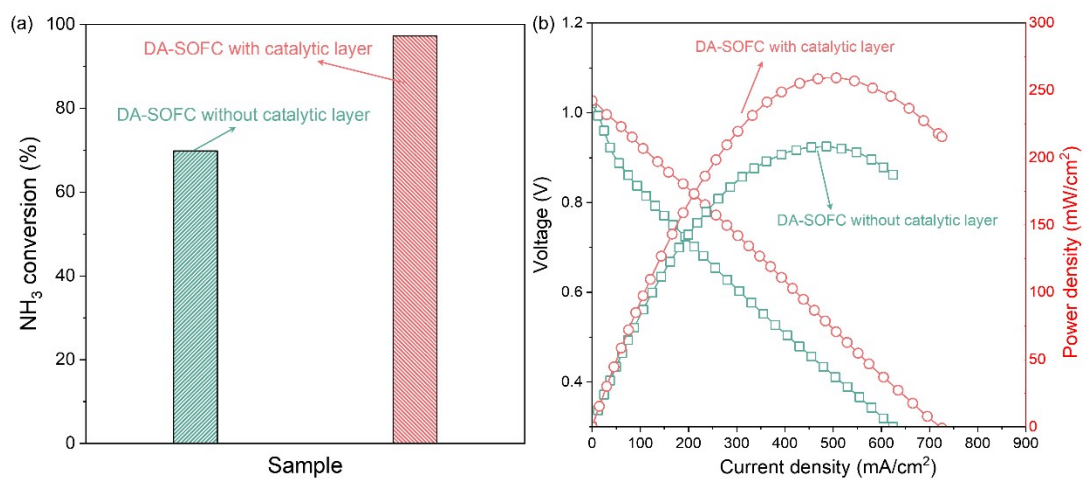 (a)
100
80
60
40
20
0
NH₃ conversion (%)
DA-SOFC with catalytic layer
DA-SOFC without catalytic layer
Sample
(b)
1.2
1.0
0.8
0.6
0.4
Voltage (V)
DA-SOFC with catalytic layer
DA-SOFC without catalytic layer
300
250
200
150
100
50
0
Power density (mW/cm²)
0 100 200 300 400 500 600 700 800 900
Current density (mA/cm²)